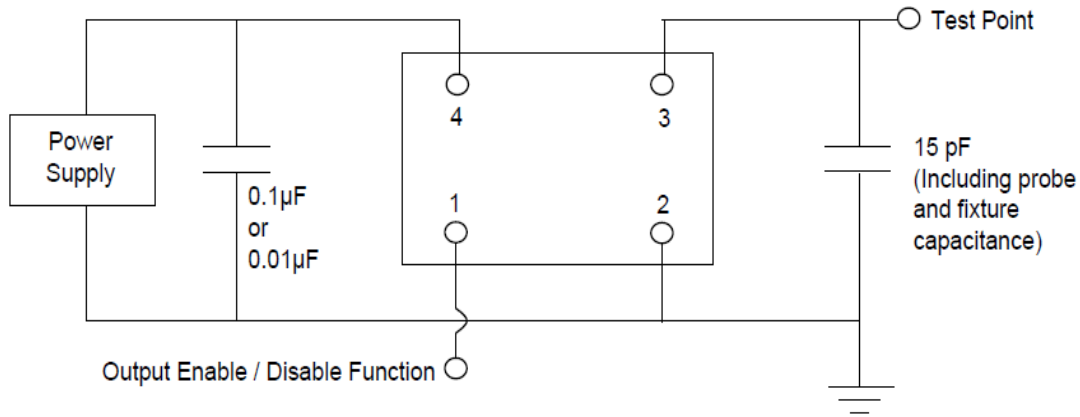 Test Point
4
3
Power
Supply
0.1µF
or
0.01µF
1
2
15 pF
(Including probe
and fixture
capacitance)
Output Enable / Disable Function